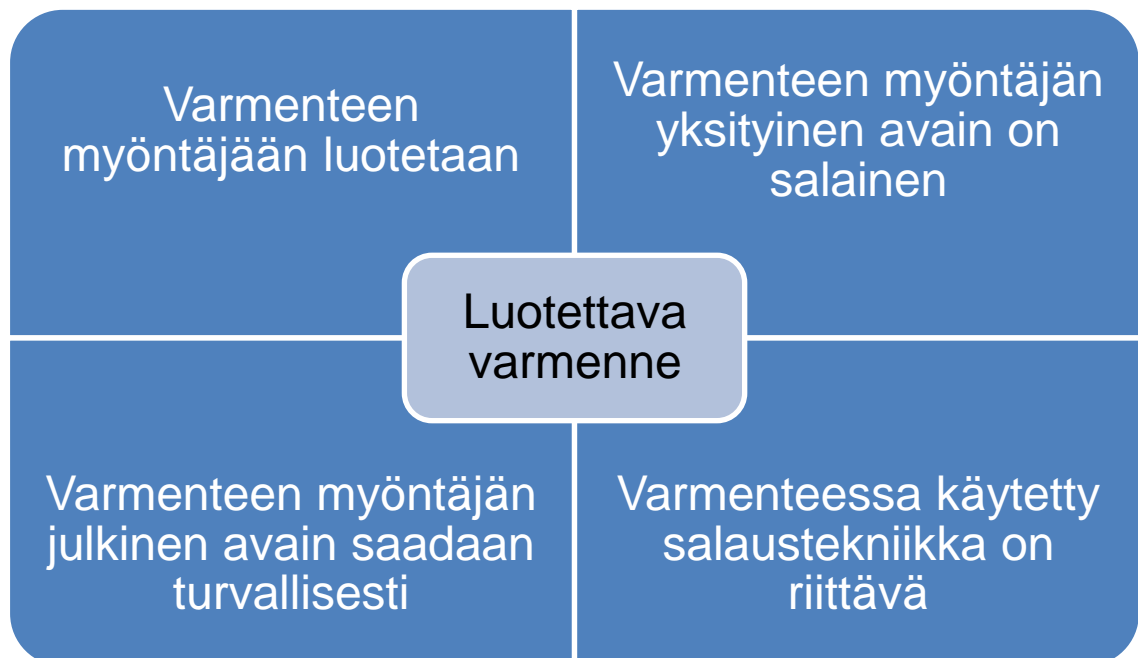 Varmenteen
myöntäjään luotetaan
Varmenteen myöntäjän
yksityinen avain on
salainen
Luotettava
varmenne
Varmenteen myöntäjän
julkinen avain saadaan
turvallisesti
Varmenteessa käytetty
salaustekniikka on
riittävä